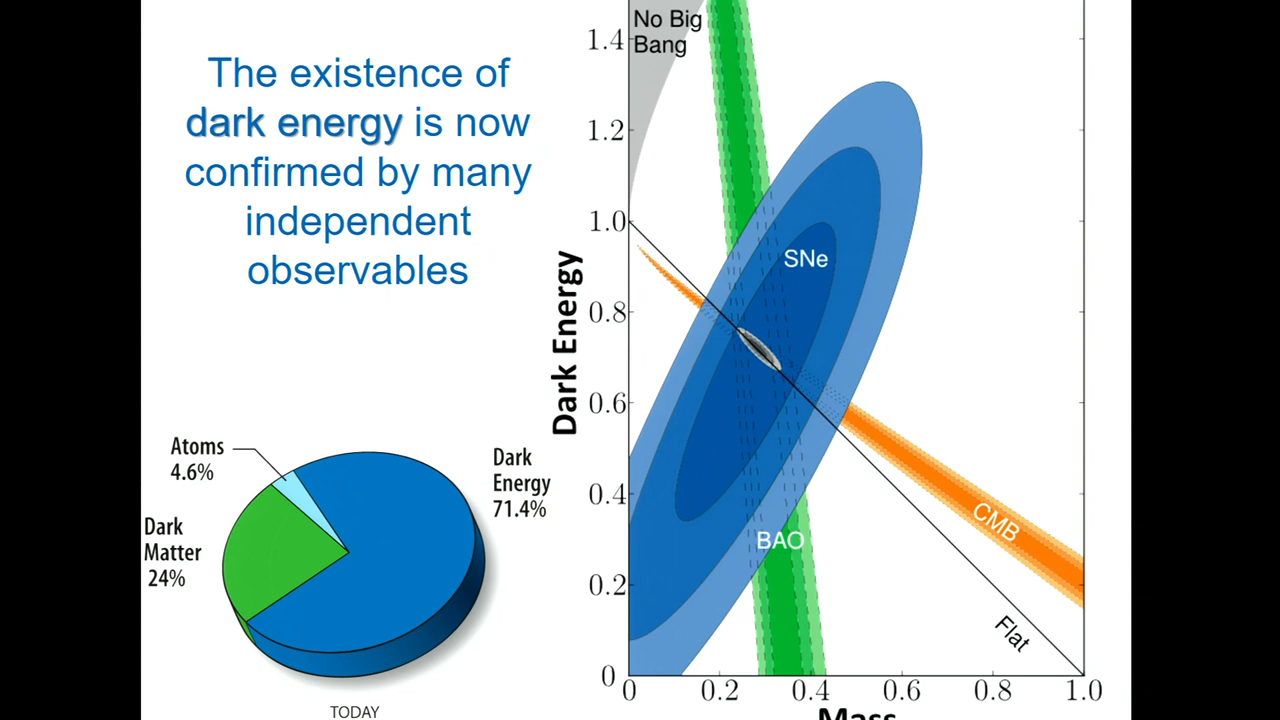 The existence of
dark energy is now
confirmed by many
independent
observables
Atoms
4.6%
Dark
Energy
71.4%
Dark
Matter
24%
TODAY
No Big
Bang
1.4
1.2
1.0
0.8
0.6
0.4
0.2
0
Dark Energy
SNe
BAO
CMB
Flat
0
0.2
0.4
0.6
0.8
1.0
Mass